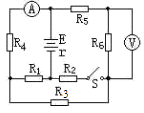 A R₅
R₄ E r R₆ V
R₁ R₂ S
R₃